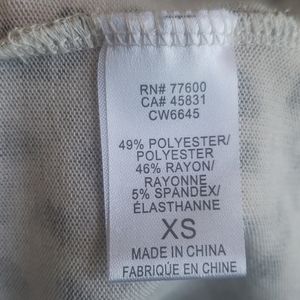 RN# 77600
CA# 45831
CW6645
49% POLYESTER/
POLYESTER
46% RAYON/
RAYONNE
5% SPANDEX/
ÉLASTHANNE
XS
MADE IN CHINA
FABRIQUE EN CHINE